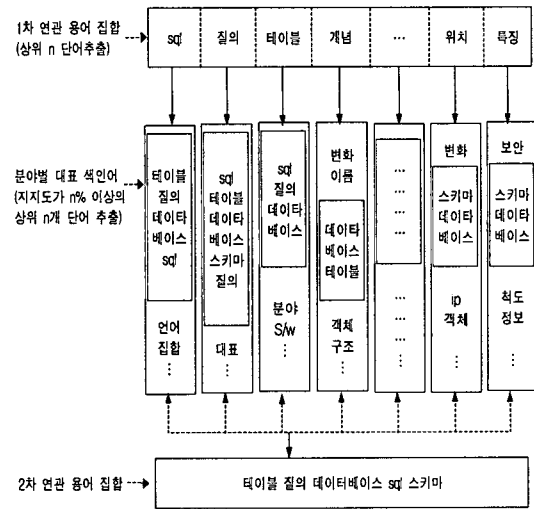 1차 연관 용어 집합
(상위 n 단어추출)
sql 질의 테이블 개념 ... 위치 특징
분야별 대표 색인어
(지지도가 n% 이상의
상위 n개 단어 추출)
테이블
질의
데이타
베이스
sql
언어
집합
⋮
sql
테이블
데이타
베이스
스키마
질의
대표
⋮
sql
질의
데이타
베이스
분야
S/w
⋮
변화
이름
데이타
베이스
테이블
객체
구조
⋮
...
...
...
...
...
...
...
...
⋮
변화
스키마
데이타
베이스
ip
객체
⋮
보안
스키마
데이타
베이스
척도
정보
⋮
2차 연관 용어 집합
테이블 질의 데이터베이스 sql 스키마